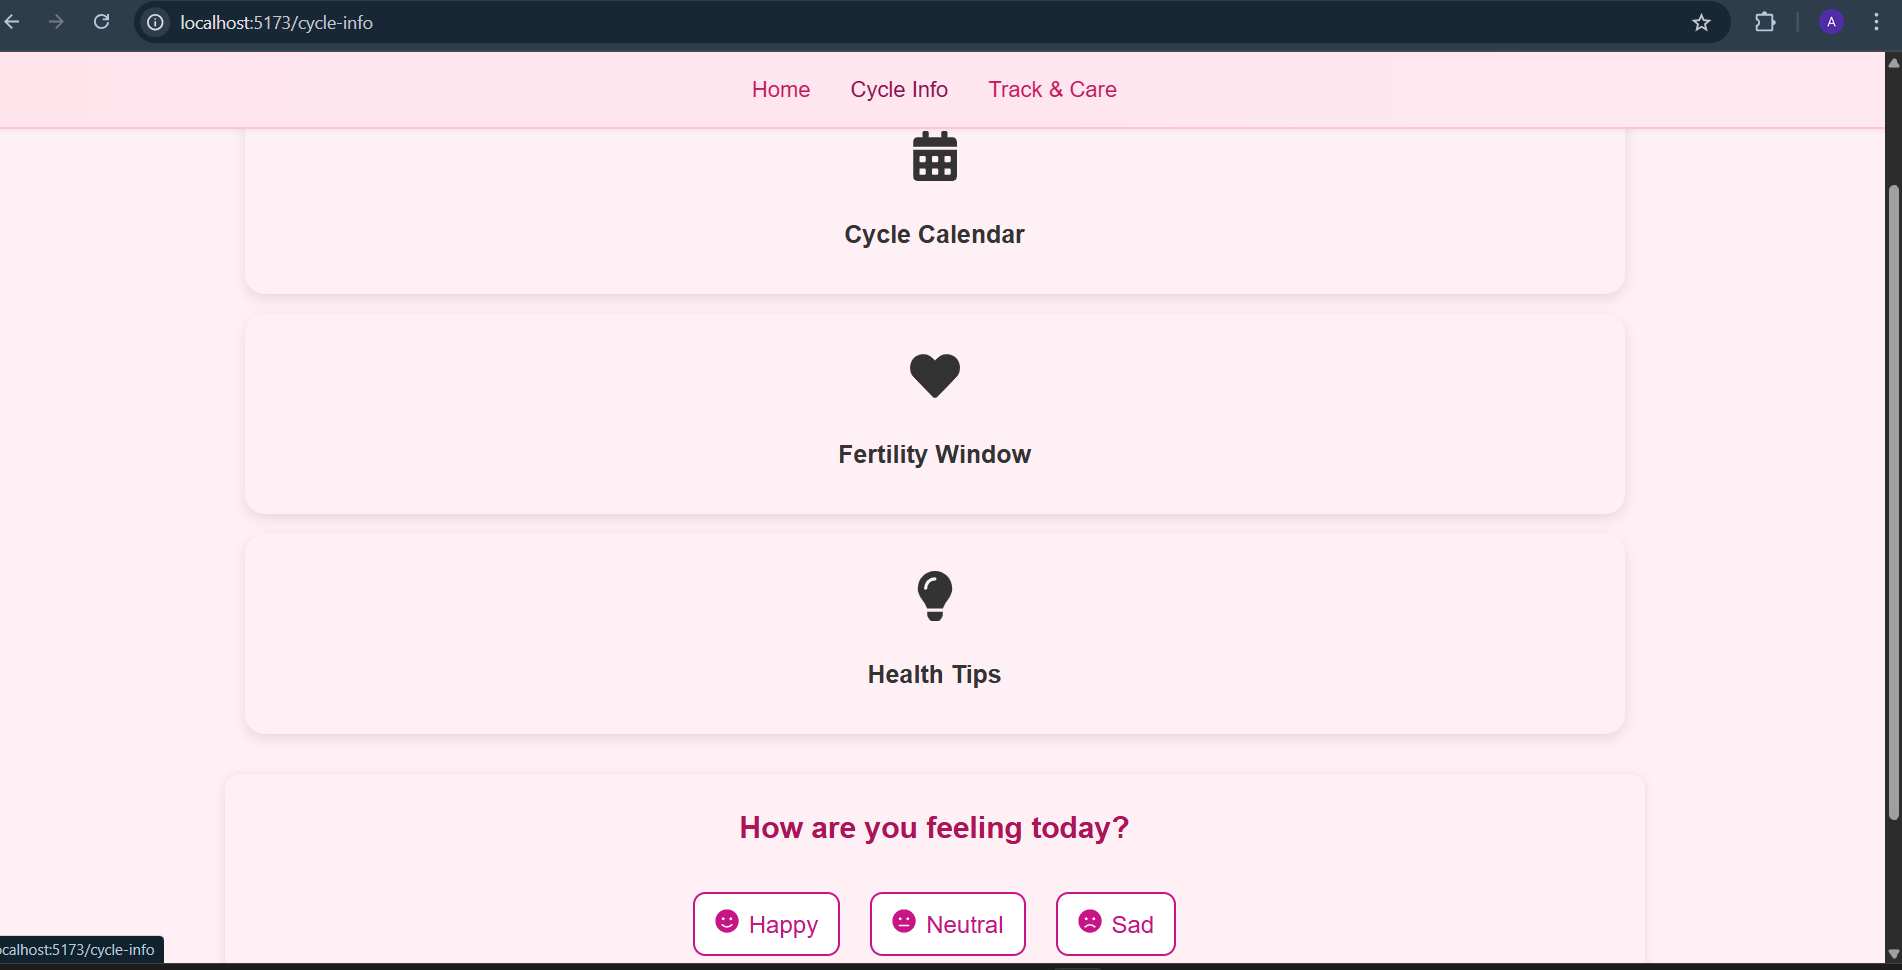 localhost:5173/cycle-info
A
Home Cycle Info Track & Care
Cycle Calendar
Fertility Window
Health Tips
How are you feeling today?
Happy Neutral Sad
ocalhost:5173/cycle-info